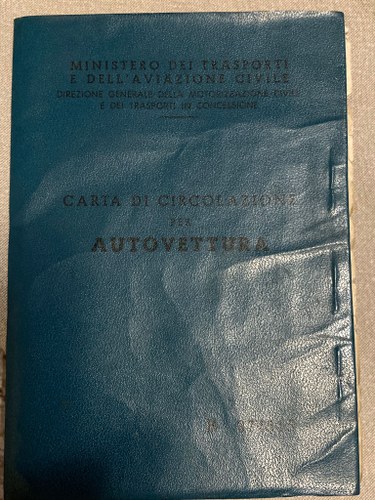 MINISTERO DEI TRASPORTI
E DELL'AVIAZIONE CIVILE
DIREZIONE GENERALE DELLA MOTORIZZAZIONE CIVILE
E DEI TRASPORTI IN CONCESSIONE
CARTA DI CIRCOLAZIONE
PER
AUTOVETTURA